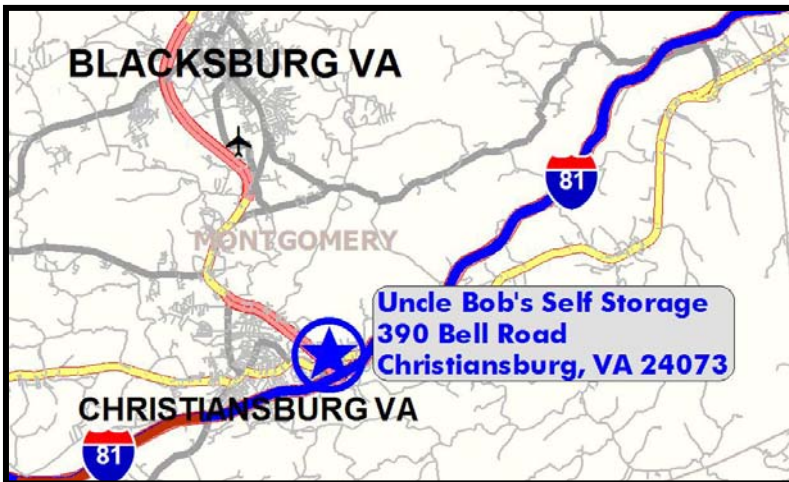 BLACKSBURG VA
81
MONTGOMERY
Uncle Bob's Self Storage
390 Bell Road
Christiansburg, VA 24073
CHRISTIANSBURG VA
81